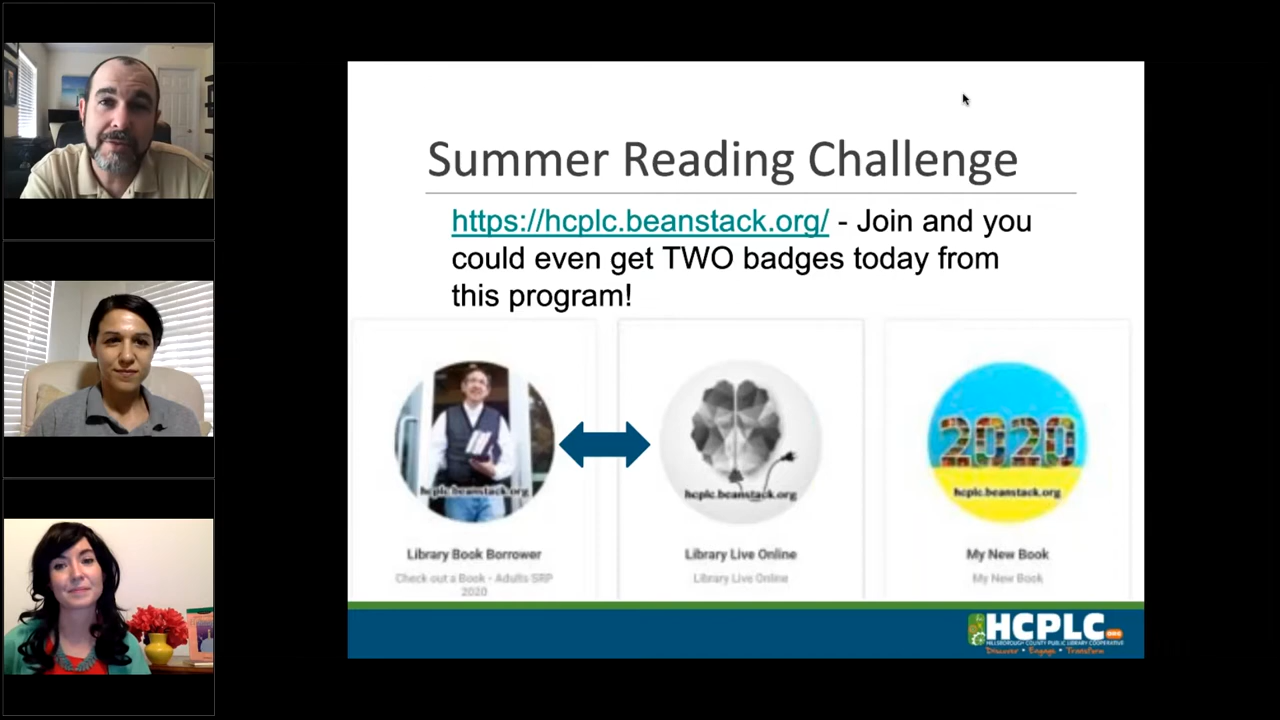 Summer Reading Challenge
https://hcplc.beanstack.org/ - Join and you
could even get TWO badges today from
this program!
hcplc.beanstack.org
hcplc.beanstack.org
2020
hcplc.beanstack.org
Library Book Borrower
Library Live Online
My New Book
Check out a Book - Adults SRP
2020
Library Live Online
My New Book
HCPLC.ORG
HILLSBOROUGH COUNTY PUBLIC LIBRARY COOPERATIVE
Discover • Engage • Transform